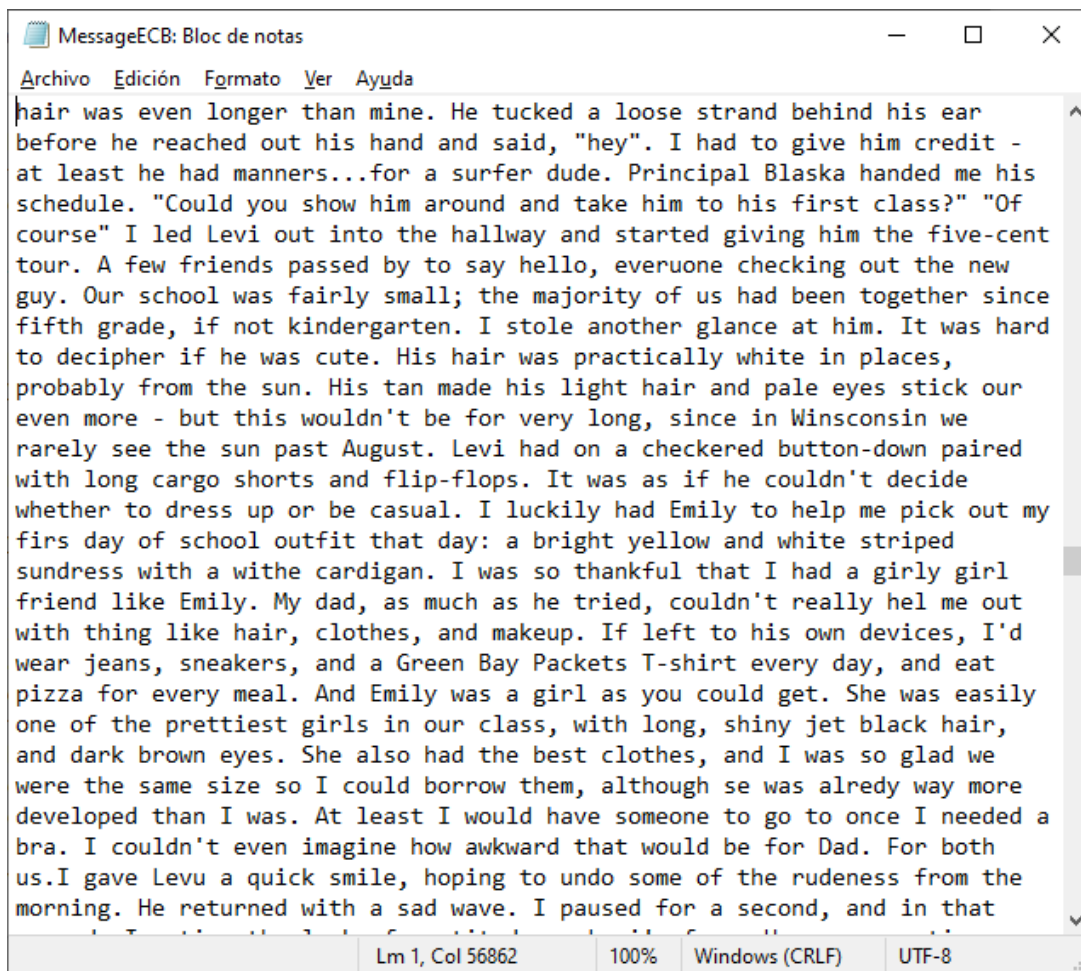 MessageECB: Bloc de notas
Archivo Edición Formato Ver Ayuda
hair was even longer than mine. He tucked a loose strand behind his ear
before he reached out his hand and said, "hey". I had to give him credit -
at least he had manners...for a surfer dude. Principal Blaska handed me his
schedule. "Could you show him around and take him to his first class?" "Of
course" I led Levi out into the hallway and started giving him the five-cent
tour. A few friends passed by to say hello, everuone checking out the new
guy. Our school was fairly small; the majority of us had been together since
fifth grade, if not kindergarten. I stole another glance at him. It was hard
to decipher if he was cute. His hair was practically white in places,
probably from the sun. His tan made his light hair and pale eyes stick our
even more - but this wouldn't be for very long, since in Winsconsin we
rarely see the sun past August. Levi had on a checkered button-down paired
with long cargo shorts and flip-flops. It was as if he couldn't decide
whether to dress up or be casual. I luckily had Emily to help me pick out my
firs day of school outfit that day: a bright yellow and white striped
sundress with a withe cardigan. I was so thankful that I had a girly girl
friend like Emily. My dad, as much as he tried, couldn't really hel me out
with thing like hair, clothes, and makeup. If left to his own devices, I'd
wear jeans, sneakers, and a Green Bay Packets T-shirt every day, and eat
pizza for every meal. And Emily was a girl as you could get. She was easily
one of the prettiest girls in our class, with long, shiny jet black hair,
and dark brown eyes. She also had the best clothes, and I was so glad we
were the same size so I could borrow them, although se was alredy way more
developed than I was. At least I would have someone to go to once I needed a
bra. I couldn't even imagine how awkward that would be for Dad. For both
us.I gave Levu a quick smile, hoping to undo some of the rudeness from the
morning. He returned with a sad wave. I paused for a second, and in that
Lm 1, Col 56862 100% Windows (CRLF) UTF-8